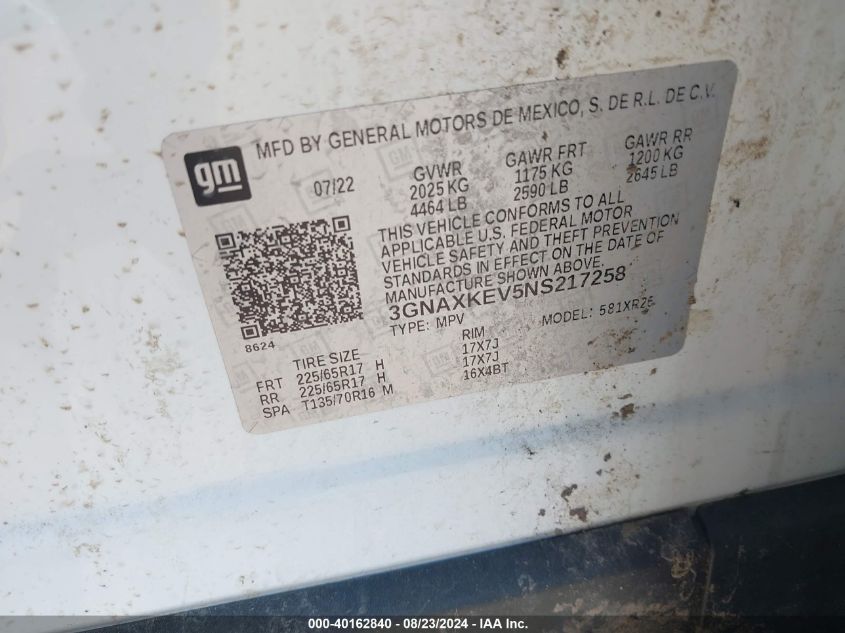 gm
MFD BY GENERAL MOTORS DE MEXICO, S. DE R.L. DE C.V.
07/22
GVWR GAWR FRT GAWR RR
2025 KG 1175 KG 1200 KG
4464 LB 2590 LB 2645 LB
THIS VEHICLE CONFORMS TO ALL
APPLICABLE U.S. FEDERAL MOTOR
VEHICLE SAFETY AND THEFT PREVENTION
STANDARDS IN EFFECT ON THE DATE OF
MANUFACTURE SHOWN ABOVE.
3GNAXKEV5NS217258
TYPE: MPV MODEL: 581XR26
8624
TIRE SIZE RIM
FRT 225/65R17 H 17X7J
RR 225/65R17 H 17X7J
SPA T135/70R16 M 16X4BT
000-40162840 - 08/23/2024 - IAA Inc.